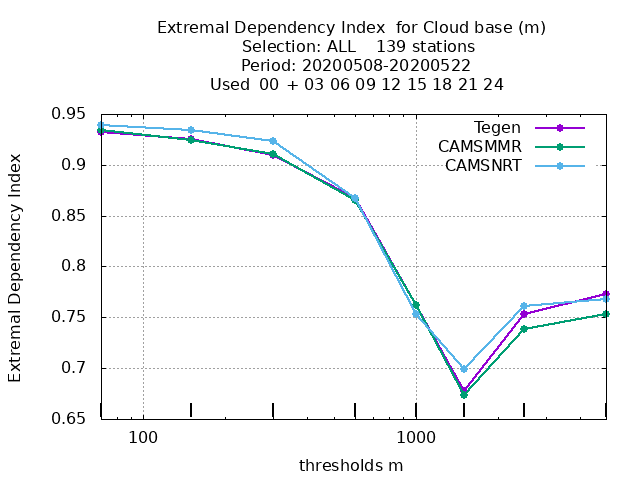 Extremal Dependency Index  for Cloud base (m)
Selection: ALL    139 stations
Period: 20200508-20200522
Used  00 + 03 06 09 12 15 18 21 24
Tegen
CAMSMMR
CAMSNRT
Extremal Dependency Index
0.95
0.9
0.85
0.8
0.75
0.7
0.65
100
1000
thresholds m